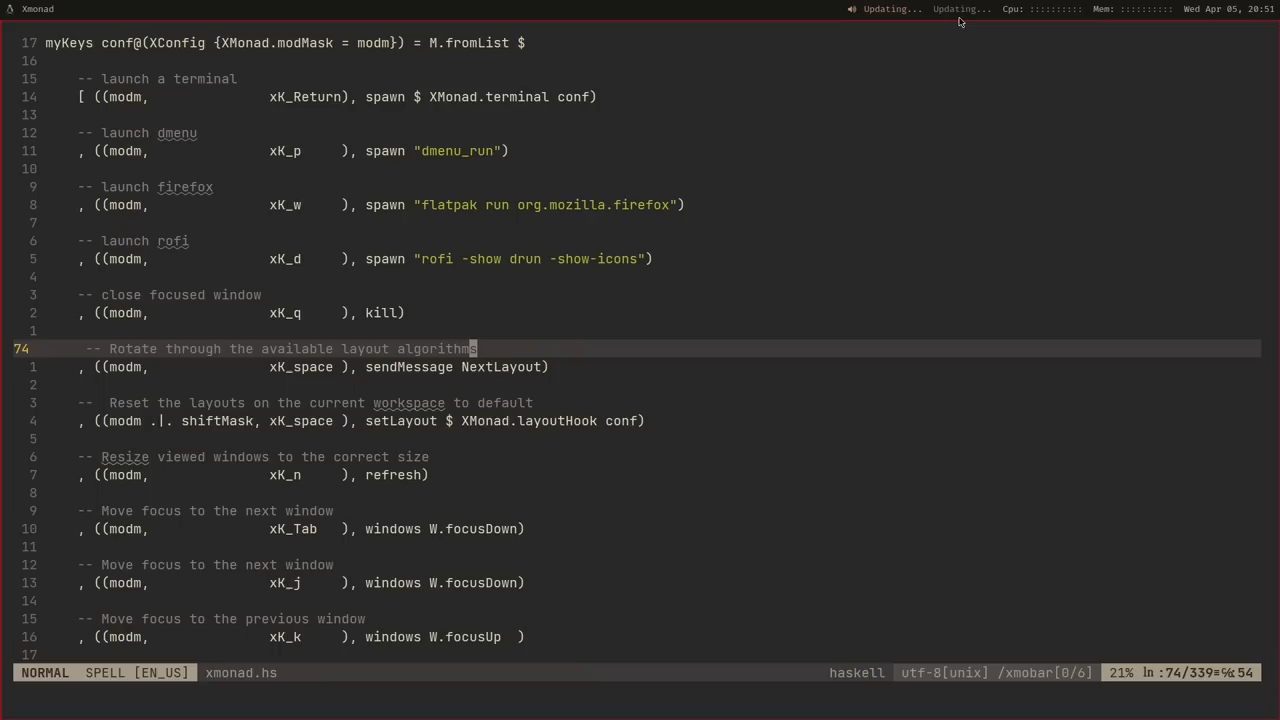 Xmonad Updating... Updating... Cpu: :::::::::: Mem: :::::::::: Wed Apr 05, 20:51
17 myKeys conf@(XConfig {XMonad.modMask = modm}) = M.fromList $
16
15 -- launch a terminal
14 [ ((modm, xK_Return), spawn $ XMonad.terminal conf)
13
12 -- launch dmenu
11 , ((modm, xK_p ), spawn "dmenu_run")
10
9 -- launch firefox
8 , ((modm, xK_w ), spawn "flatpak run org.mozilla.firefox")
7
6 -- launch rofi
5 , ((modm, xK_d ), spawn "rofi -show drun -show-icons")
4
3 -- close focused window
2 , ((modm, xK_q ), kill)
1
74 -- Rotate through the available layout algorithms
1 , ((modm, xK_space ), sendMessage NextLayout)
2
3 -- Reset the layouts on the current workspace to default
4 , ((modm .|. shiftMask, xK_space ), setLayout $ XMonad.layoutHook conf)
5
6 -- Resize viewed windows to the correct size
7 , ((modm, xK_n ), refresh)
8
9 -- Move focus to the next window
10 , ((modm, xK_Tab ), windows W.focusDown)
11
12 -- Move focus to the next window
13 , ((modm, xK_j ), windows W.focusDown)
14
15 -- Move focus to the previous window
16 , ((modm, xK_k ), windows W.focusUp )
17
NORMAL SPELL [EN_US] xmonad.hs haskell utf-8[unix] /xmobar[0/6] 21% ln :74/339≡℅:54